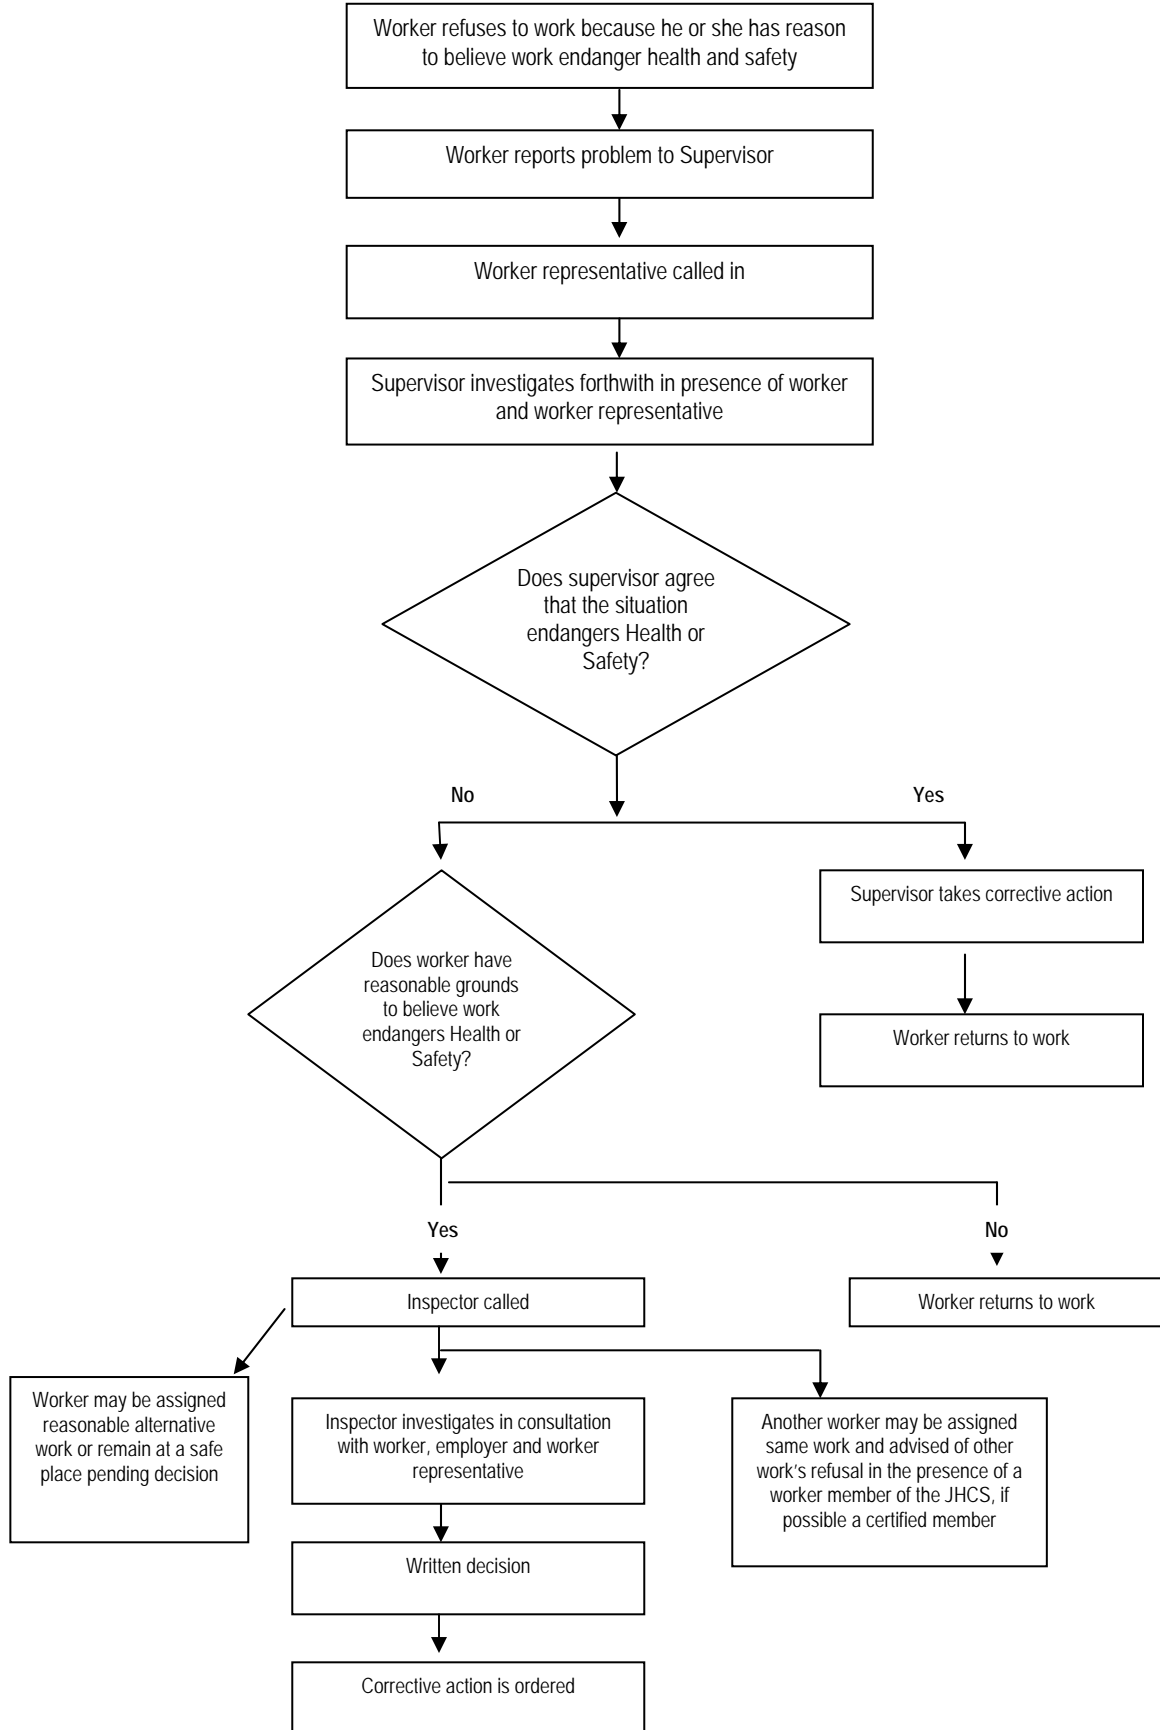 Worker refuses to work because he or she has reason
to believe work endanger health and safety
Worker reports problem to Supervisor
Worker representative called in
Supervisor investigates forthwith in presence of worker
and worker representative
Does supervisor agree
that the situation
endangers Health or
Safety?
No
Yes
Supervisor takes corrective action
Worker returns to work
Does worker have
reasonable grounds
to believe work
endangers Health or
Safety?
Yes
No
Inspector called
Worker returns to work
Worker may be assigned
reasonable alternative
work or remain at a safe
place pending decision
Inspector investigates in consultation
with worker, employer and worker
representative
Another worker may be assigned
same work and advised of other
work's refusal in the presence of a
worker member of the JHCS, if
possible a certified member
Written decision
Corrective action is ordered